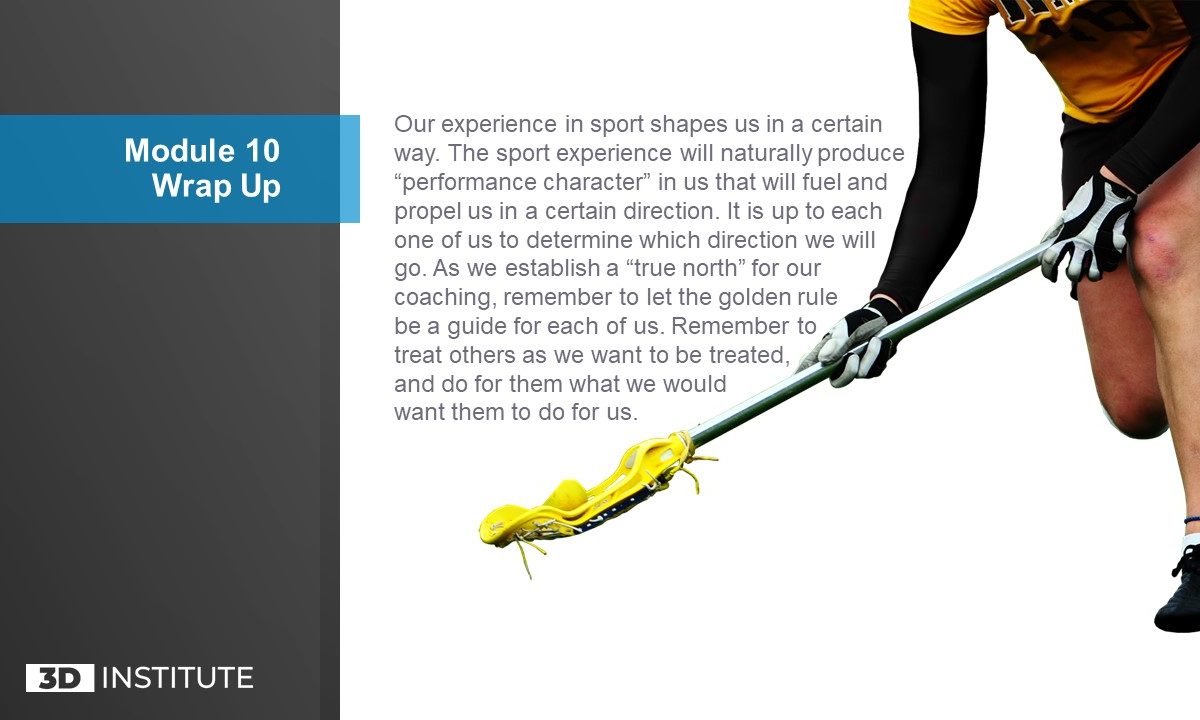 Module 10
Wrap Up
Our experience in sport shapes us in a certain
way. The sport experience will naturally produce
“performance character” in us that will fuel and
propel us in a certain direction. It is up to each
one of us to determine which direction we will
go. As we establish a “true north” for our
coaching, remember to let the golden rule
be a guide for each of us. Remember to
treat others as we want to be treated,
and do for them what we would
want them to do for us.
3D INSTITUTE